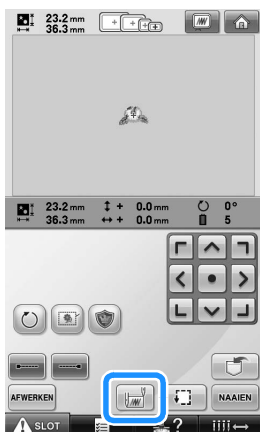 23.2 mm
36.3 mm
23.2 mm ↕ + 0.0 mm 0°
36.3 mm ↔ + 0.0 mm 5
AFWERKEN
NAAIEN
SLOT
?